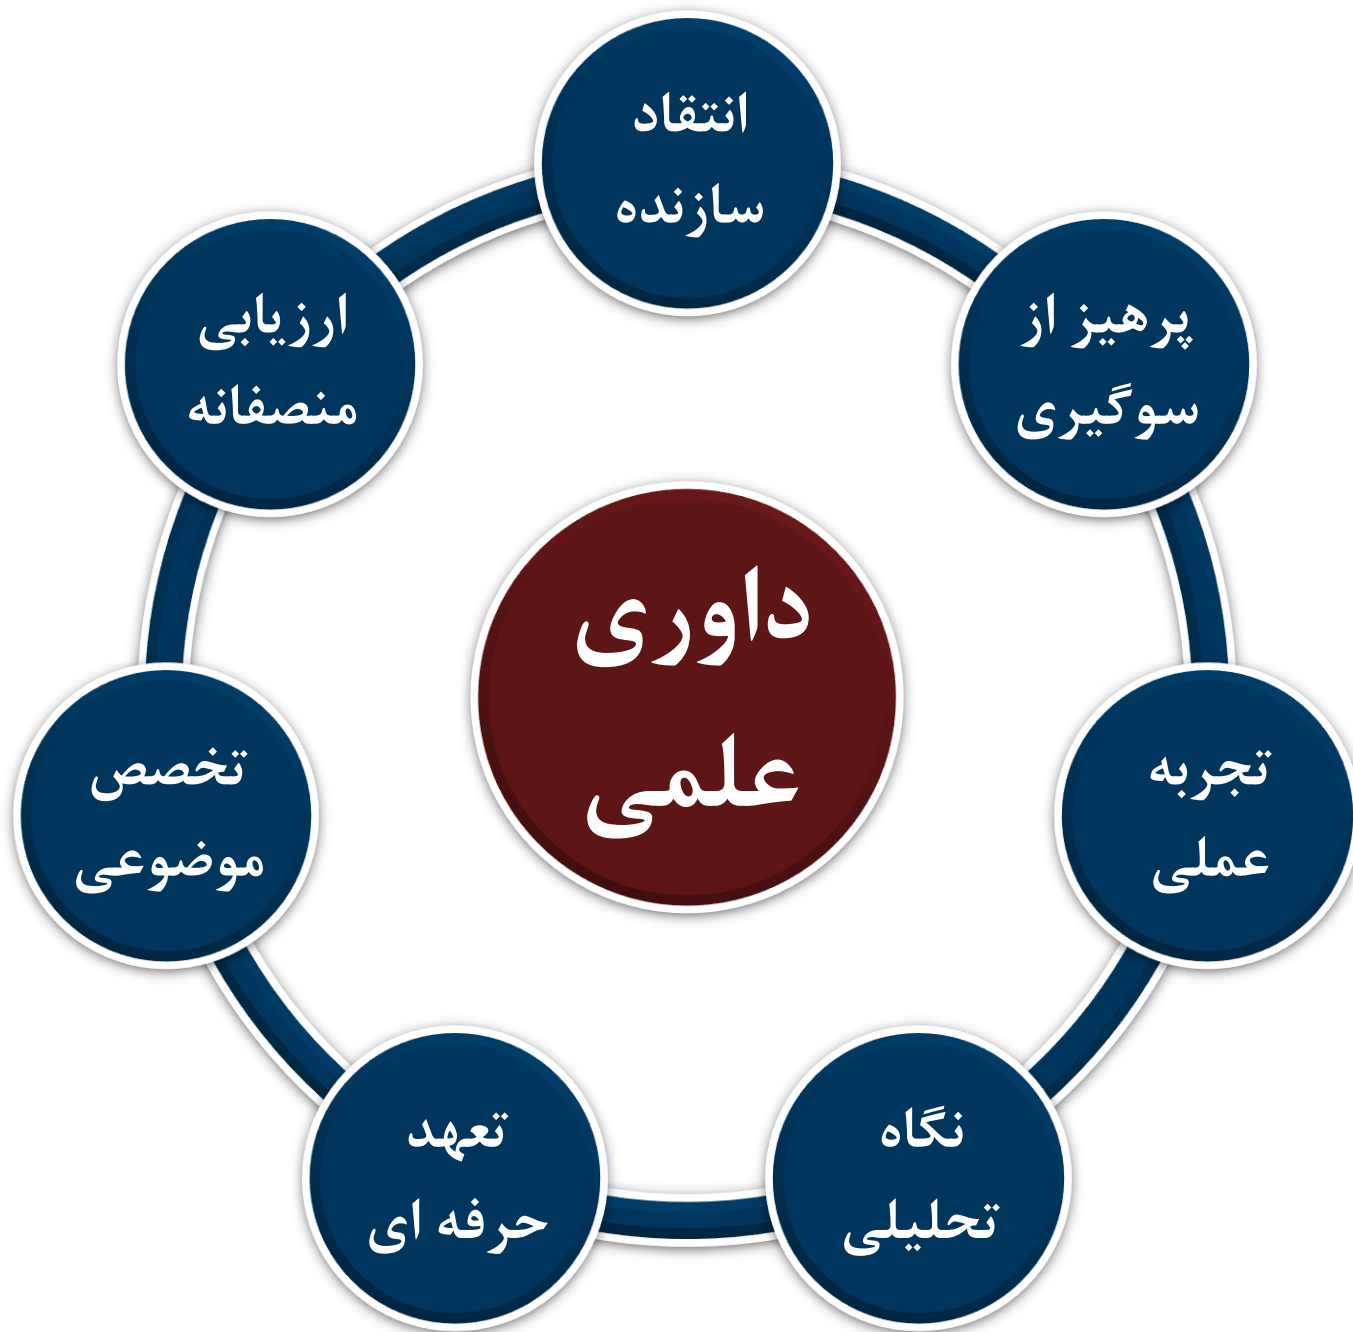 انتقاد
سازنده
پرهیز از
سوگیری
تجربه
عملی
نگاه
تحلیلی
تعهد
حرفه ای
تخصص
موضوعی
ارزیابی
منصفانه
داوری
علمی